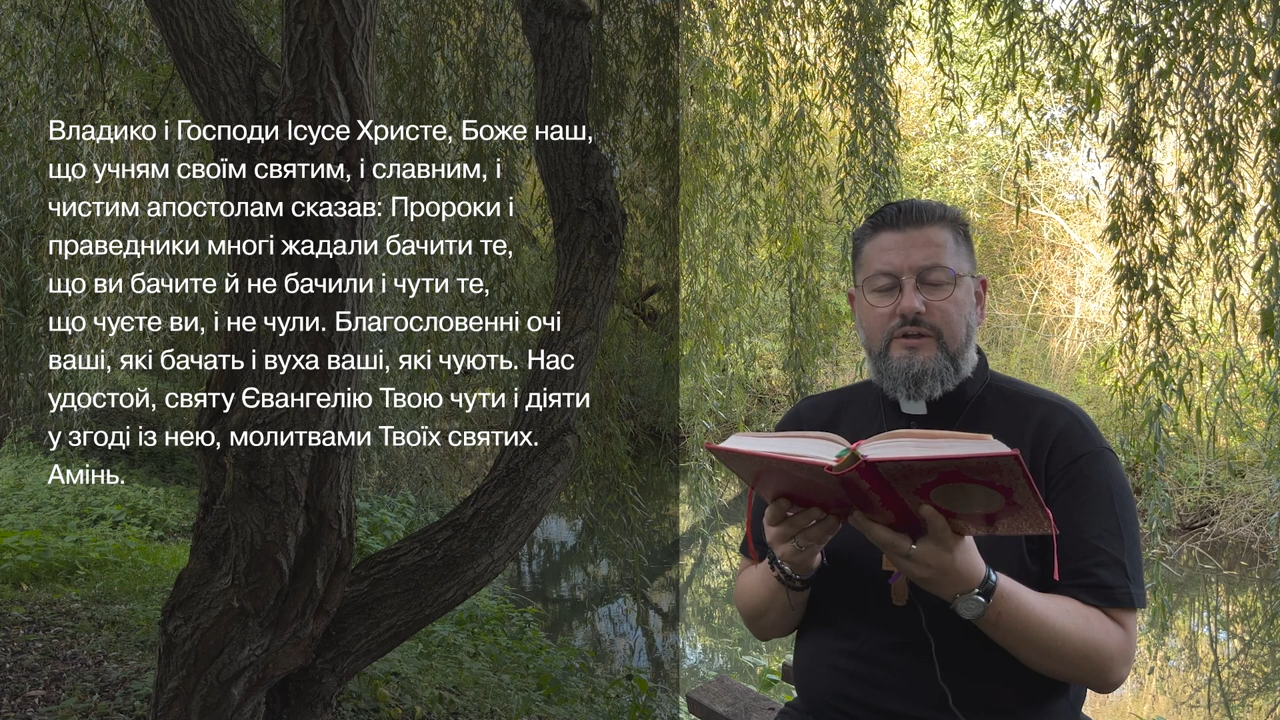 Владико і Господи Ісусе Христе, Боже наш,
що учням своїм святим, і славним, і
чистим апостолам сказав: Пророки і
праведники многі жадали бачити те,
що ви бачите й не бачили і чути те,
що чуєте ви, і не чули. Благословенні очі
ваші, які бачать і вуха ваші, які чують. Нас
удостой, святу Євангелію Твою чути і діяти
у згоді із нею, молитвами Твоїх святих.
Амінь.